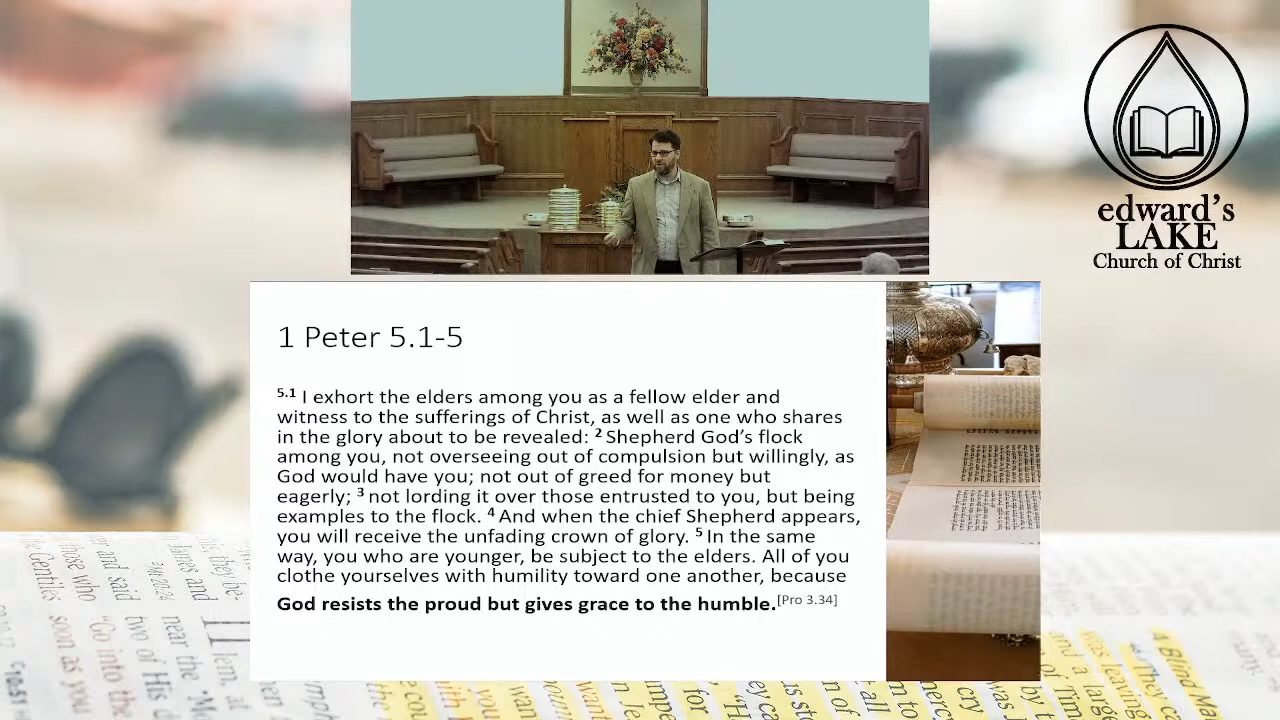 edward's
LAKE
Church of Christ
1 Peter 5.1-5
5.1 I exhort the elders among you as a fellow elder and
witness to the sufferings of Christ, as well as one who shares
in the glory about to be revealed: 2 Shepherd God's flock
among you, not overseeing out of compulsion but willingly, as
God would have you; not out of greed for money but
eagerly; 3 not lording it over those entrusted to you, but being
examples to the flock. 4 And when the chief Shepherd appears,
you will receive the unfading crown of glory. 5 In the same
way, you who are younger, be subject to the elders. All of you
clothe yourselves with humility toward one another, because
God resists the proud but gives grace to the humble.[Pro 3.34]